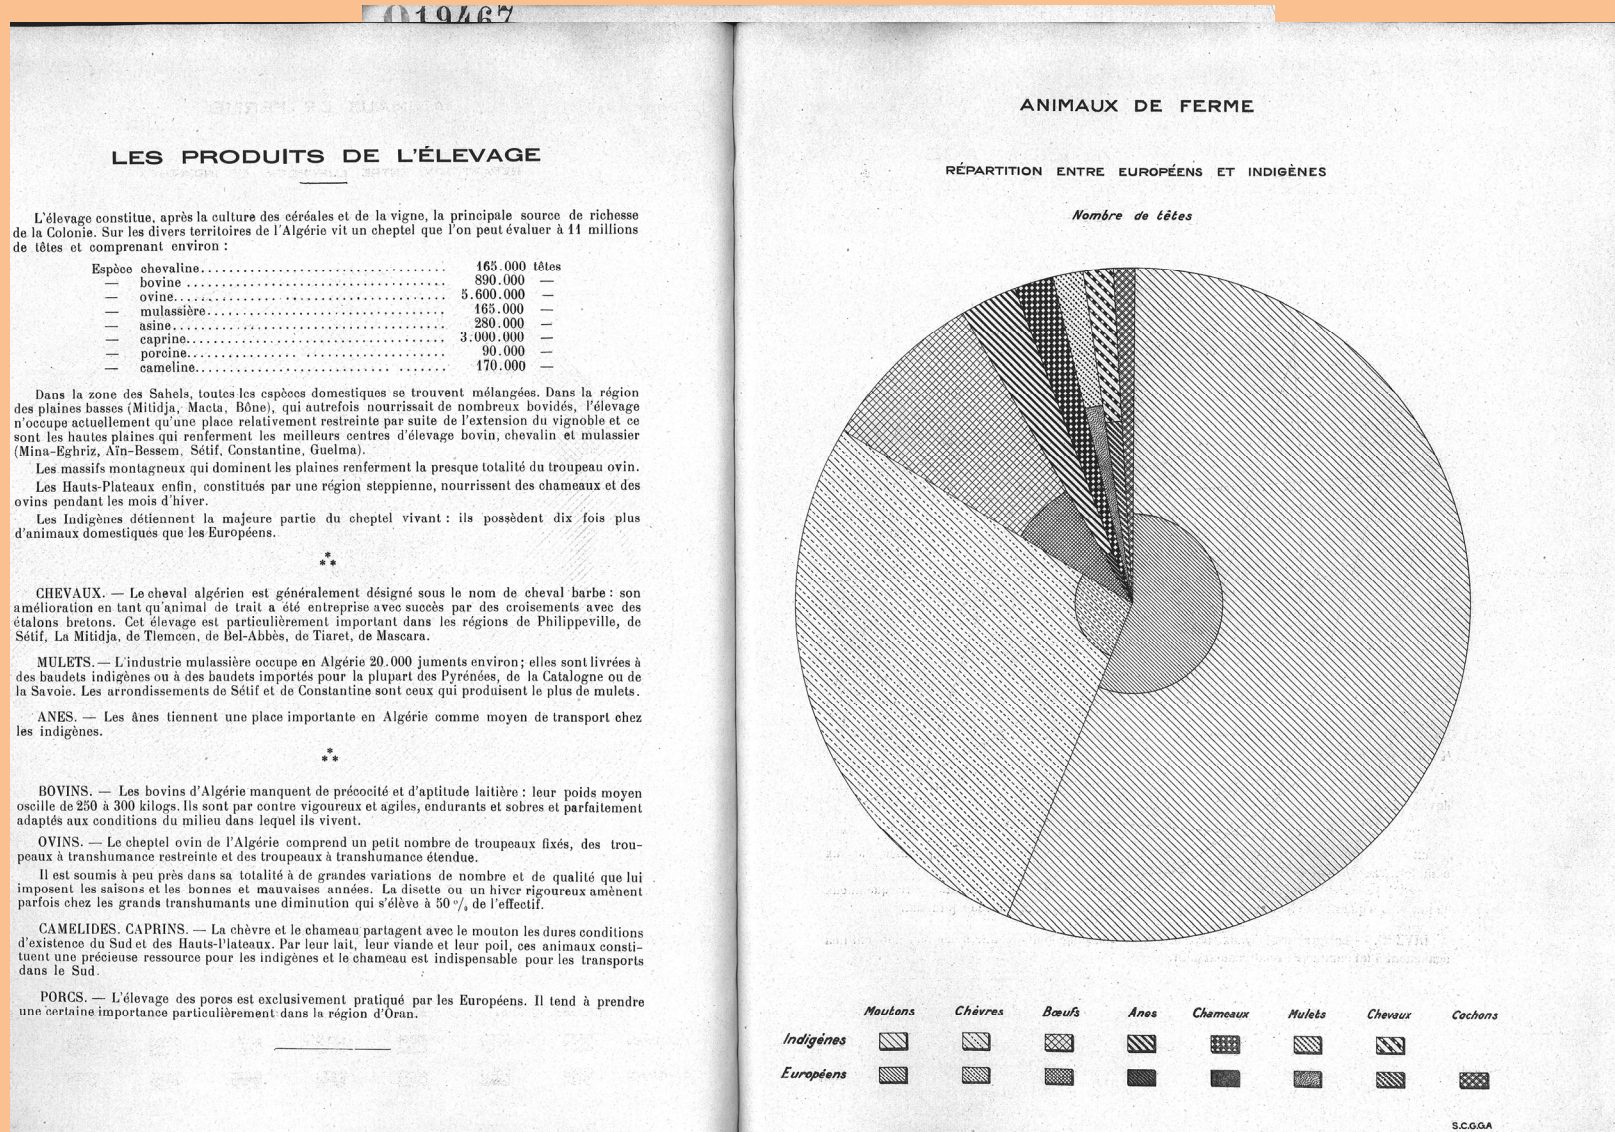 019467
LES PRODUITS DE L'ÉLEVAGE
L'élevage constitue, après la culture des céréales et de la vigne, la principale source de richesse
de la Colonie. Sur les divers territoires de l'Algérie vit un cheptel que l'on peut évaluer à 11 millions
de têtes et comprenant environ :
Espèce chevaline.................................. 165.000 têtes
— bovine .................................... 890.000 —
— ovine...................................... 5.600.000 —
— mulassière.................................. 165.000 —
— asine...................................... 280.000 —
— caprine.................................... 3.000.000 —
— porcine.................................... 90.000 —
— cameline................................... 170.000 —
Dans la zone des Sahels, toutes les espèces domestiques se trouvent mélangées. Dans la région
des plaines basses (Mitidja, Macta, Bône), qui autrefois nourrissait de nombreux bovidés, l'élevage
n'occupe actuellement qu'une place relativement restreinte par suite de l'extension du vignoble et ce
sont les hautes plaines qui renferment les meilleurs centres d'élevage bovin, chevalin et mulassier
(Mina-Eghriz, Aïn-Bessem, Sétif, Constantine, Guelma).
Les massifs montagneux qui dominent les plaines renferment la presque totalité du troupeau ovin.
Les Hauts-Plateaux enfin, constitués par une région steppienne, nourrissent des chameaux et des
ovins pendant les mois d'hiver.
Les Indigènes détiennent la majeure partie du cheptel vivant : ils possèdent dix fois plus
d'animaux domestiques que les Européens.
*
* *
CHEVAUX. — Le cheval algérien est généralement désigné sous le nom de cheval barbe : son
amélioration en tant qu'animal de trait a été entreprise avec succès par des croisements avec des
étalons bretons. Cet élevage est particulièrement important dans les régions de Philippeville, de
Sétif, La Mitidja, de Tlemcen, de Bel-Abbès, de Tiaret, de Mascara.
MULETS. — L'industrie mulassière occupe en Algérie 20.000 juments environ; elles sont livrées à
des baudets indigènes ou à des baudets importés pour la plupart des Pyrénées, de la Catalogne ou de
la Savoie. Les arrondissements de Sétif et de Constantine sont ceux qui produisent le plus de mulets.
ANES. — Les ânes tiennent une place importante en Algérie comme moyen de transport chez
les indigènes.
*
* *
BOVINS. — Les bovins d'Algérie manquent de précocité et d'aptitude laitière : leur poids moyen
oscille de 250 à 300 kilogs. Ils sont par contre vigoureux et agiles, endurants et sobres et parfaitement
adaptés aux conditions du milieu dans lequel ils vivent.
OVINS. — Le cheptel ovin de l'Algérie comprend un petit nombre de troupeaux fixés, des trou-
peaux à transhumance restreinte et des troupeaux à transhumance étendue.
Il est soumis à peu près dans sa totalité à de grandes variations de nombre et de qualité que lui
imposent les saisons et les bonnes et mauvaises années. La disette ou un hiver rigoureux amènent
parfois chez les grands transhumants une diminution qui s'élève à 50 % de l'effectif.
CAMELIDES. CAPRINS. — La chèvre et le chameau partagent avec le mouton les dures conditions
d'existence du Sud et des Hauts-Plateaux. Par leur lait, leur viande et leur poil, ces animaux consti-
tuent une précieuse ressource pour les indigènes et le chameau est indispensable pour les transports
dans le Sud.
PORCS. — L'élevage des porcs est exclusivement pratiqué par les Européens. Il tend à prendre
une certaine importance particulièrement dans la région d'Oran.
ANIMAUX DE FERME
RÉPARTITION ENTRE EUROPÉENS ET INDIGÈNES
Nombre de têtes
Moutons Chèvres Bœufs Anes Chameaux Mulets Chevaux Cochons
Indigènes
Européens
S.C.G.G.A